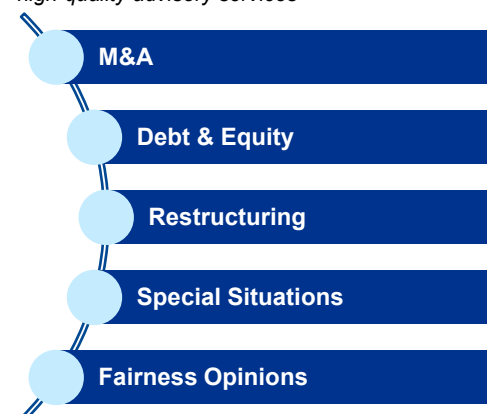 high-quality advisory services
M&A
Debt & Equity
Restructuring
Special Situations
Fairness Opinions